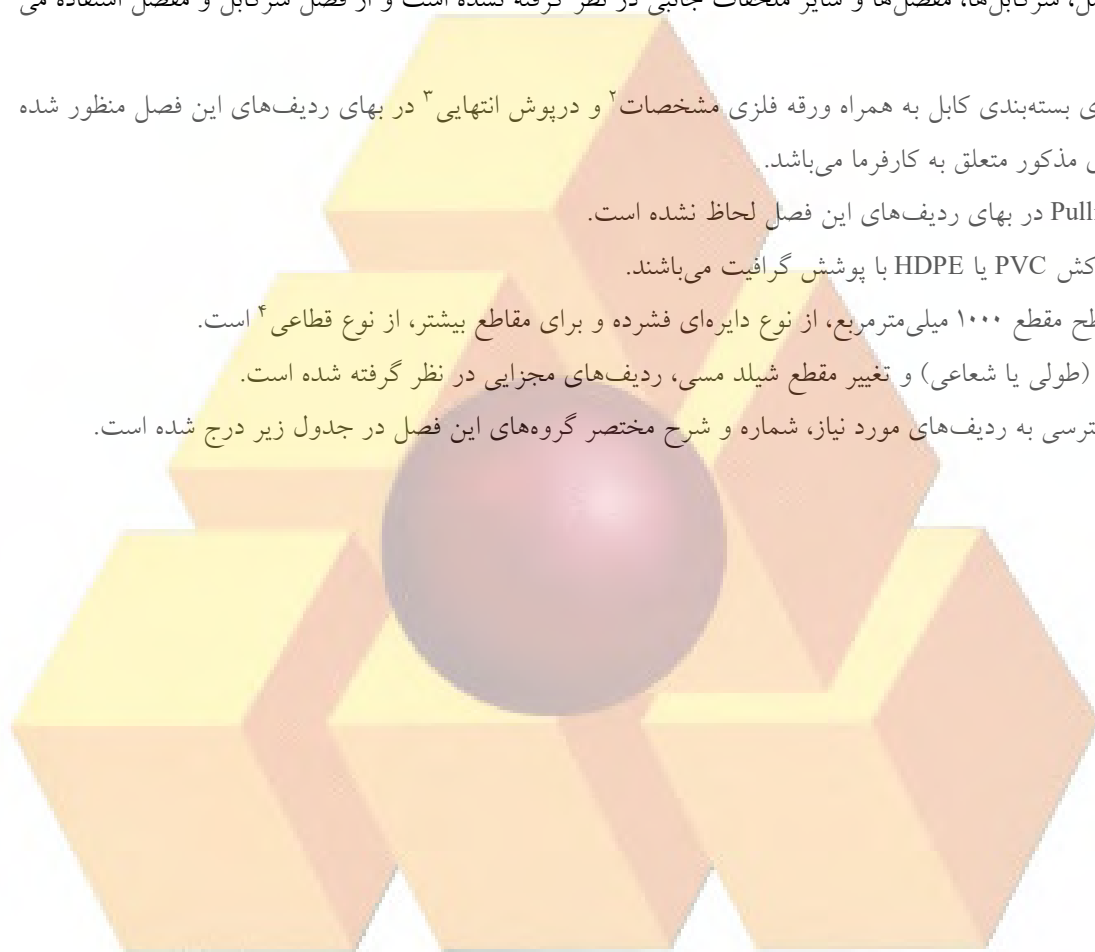 سرکابل‌ها، مفصل‌ها و سایر ملحقات جانبی در نظر گرفته نشده است و از فصل سرکابل و مفصل استفاده می
بسته‌بندی کابل به همراه ورقه فلزی مشخصات۲ و درپوش انتهایی۳ در بهای ردیف‌های این فصل منظور شده
مذکور متعلق به کارفرما می‌باشد.
Pull در بهای ردیف‌های این فصل لحاظ نشده است.
کش PVC یا HDPE با پوشش گرافیت می‌باشند.
مقطع ۱۰۰۰ میلی‌مترمربع، از نوع دایره‌ای فشرده و برای مقاطع بیشتر، از نوع قطاعی۴ است.
(طولی یا شعاعی) و تغییر مقطع شیلد مسی، ردیف‌های مجزایی در نظر گرفته شده است.
ترسی به ردیف‌های مورد نیاز، شماره و شرح مختصر گروه‌های این فصل در جدول زیر درج شده است.